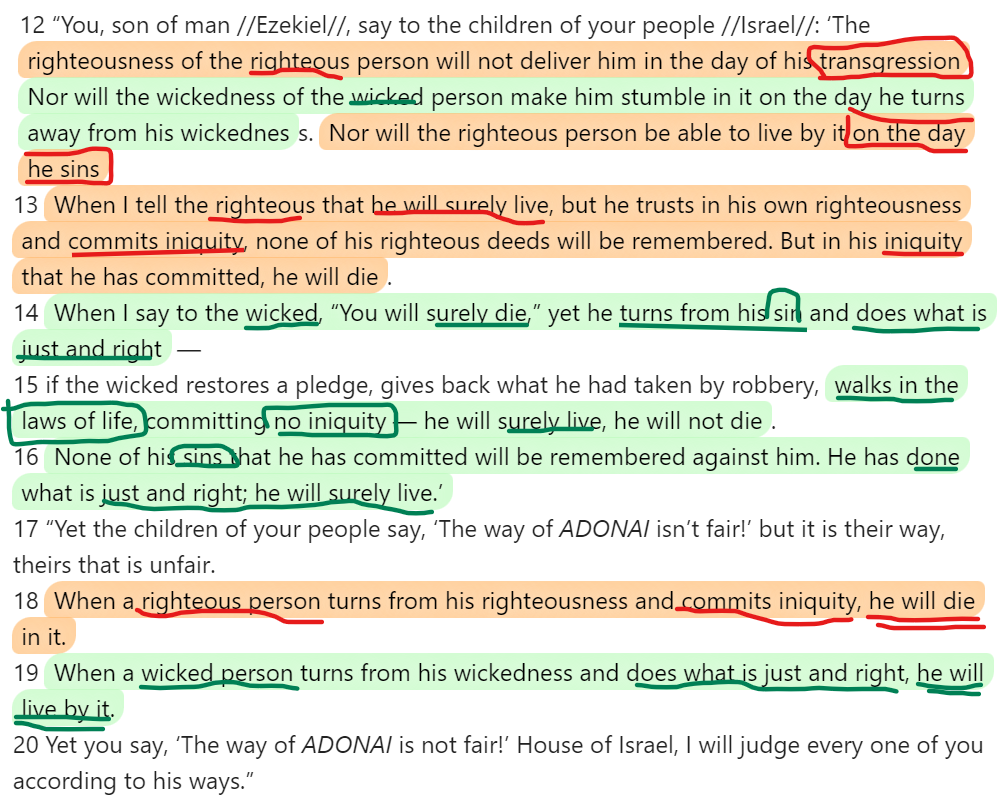 12 “You, son of man //Ezekiel//, say to the children of your people //Israel//: ‘The
righteousness of the righteous person will not deliver him in the day of his transgression
Nor will the wickedness of the wicked person make him stumble in it on the day he turns
away from his wickednes s. Nor will the righteous person be able to live by it on the day
he sins
13 When I tell the righteous that he will surely live, but he trusts in his own righteousness
and commits iniquity, none of his righteous deeds will be remembered. But in his iniquity
that he has committed, he will die .
14 When I say to the wicked, “You will surely die,” yet he turns from his sin and does what is
just and right —
15 if the wicked restores a pledge, gives back what he had taken by robbery, walks in the
laws of life, committing no iniquity — he will surely live, he will not die .
16 None of his sins that he has committed will be remembered against him. He has done
what is just and right; he will surely live.’
17 “Yet the children of your people say, ‘The way of ADONAI isn’t fair!’ but it is their way,
theirs that is unfair.
18 When a righteous person turns from his righteousness and commits iniquity, he will die
in it.
19 When a wicked person turns from his wickedness and does what is just and right, he will
live by it.
20 Yet you say, ‘The way of ADONAI is not fair!’ House of Israel, I will judge every one of you
according to his ways.”